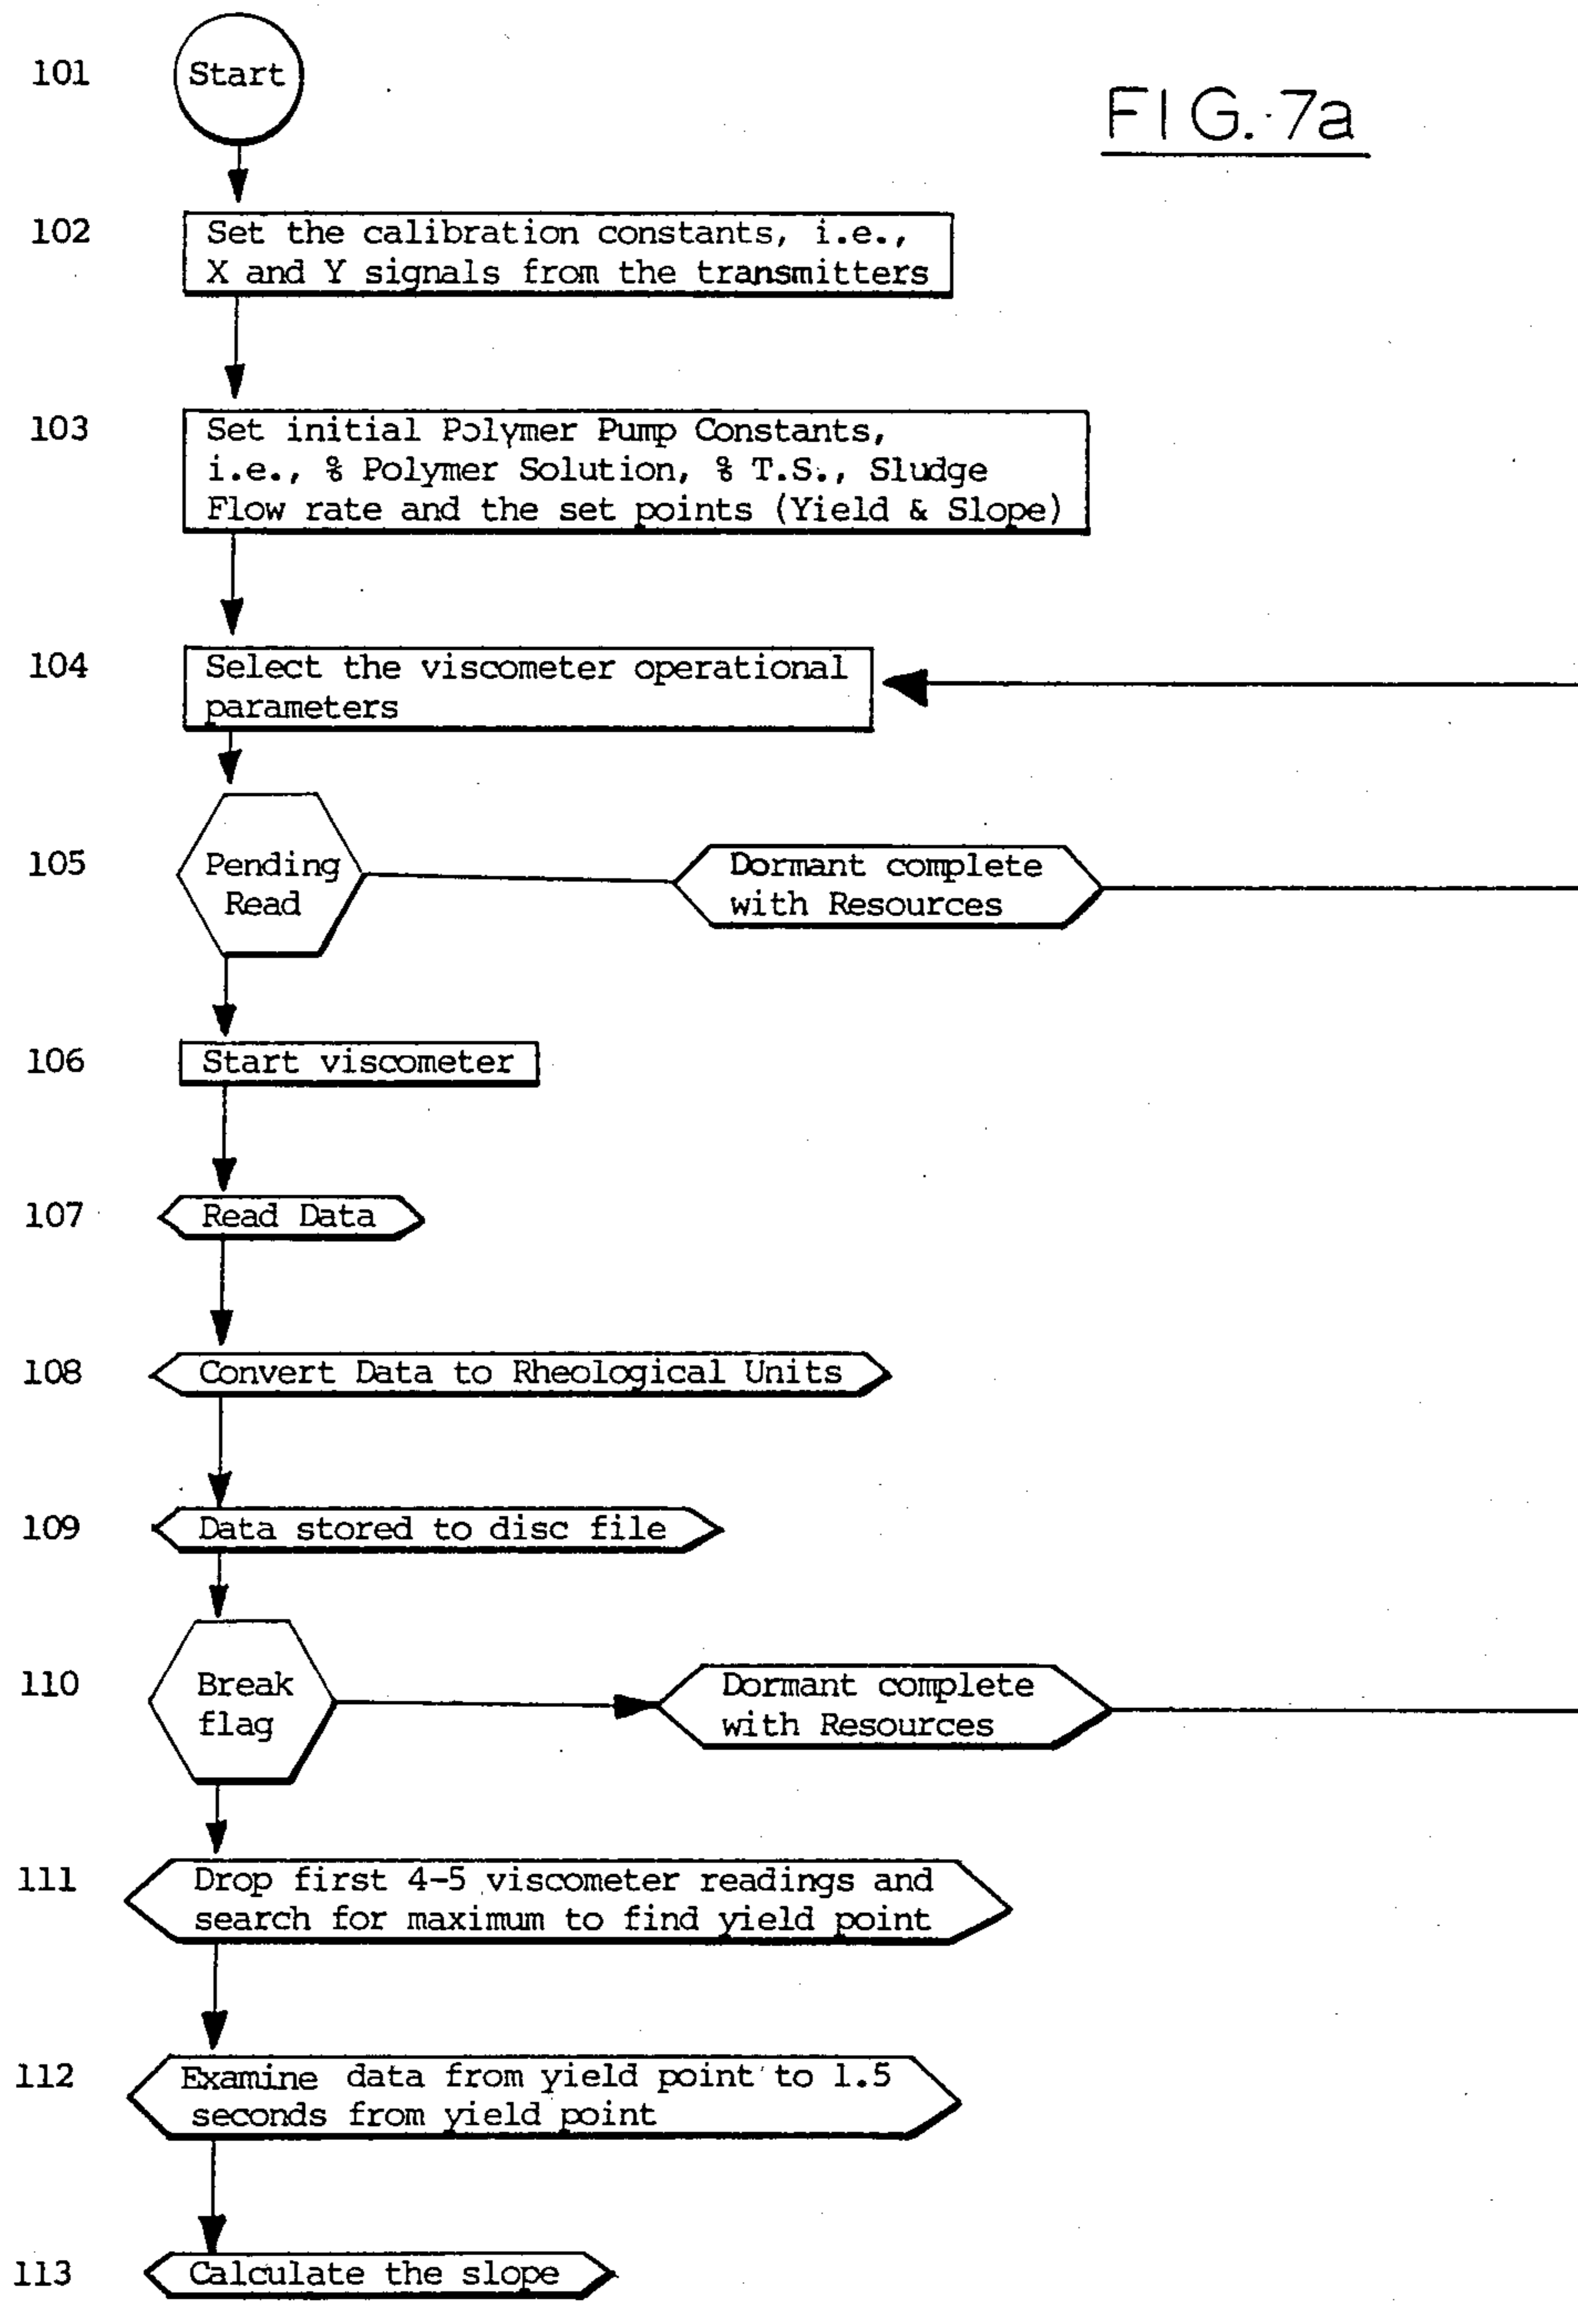 FIG. 7a
101
Start
102
Set the calibration constants, i.e.,
X and Y signals from the transmitters
103
Set initial Polymer Pump Constants,
i.e., % Polymer Solution, % T.S., Sludge
Flow rate and the set points (Yield & Slope)
104
Select the viscometer operational
parameters
105
Pending
Read
Dormant complete
with Resources
106
Start viscometer
107
Read Data
108
Convert Data to Rheological Units
109
Data stored to disc file
110
Break
flag
Dormant complete
with Resources
111
Drop first 4-5 viscometer readings and
search for maximum to find yield point
112
Examine data from yield point to 1.5
seconds from yield point
113
Calculate the slope